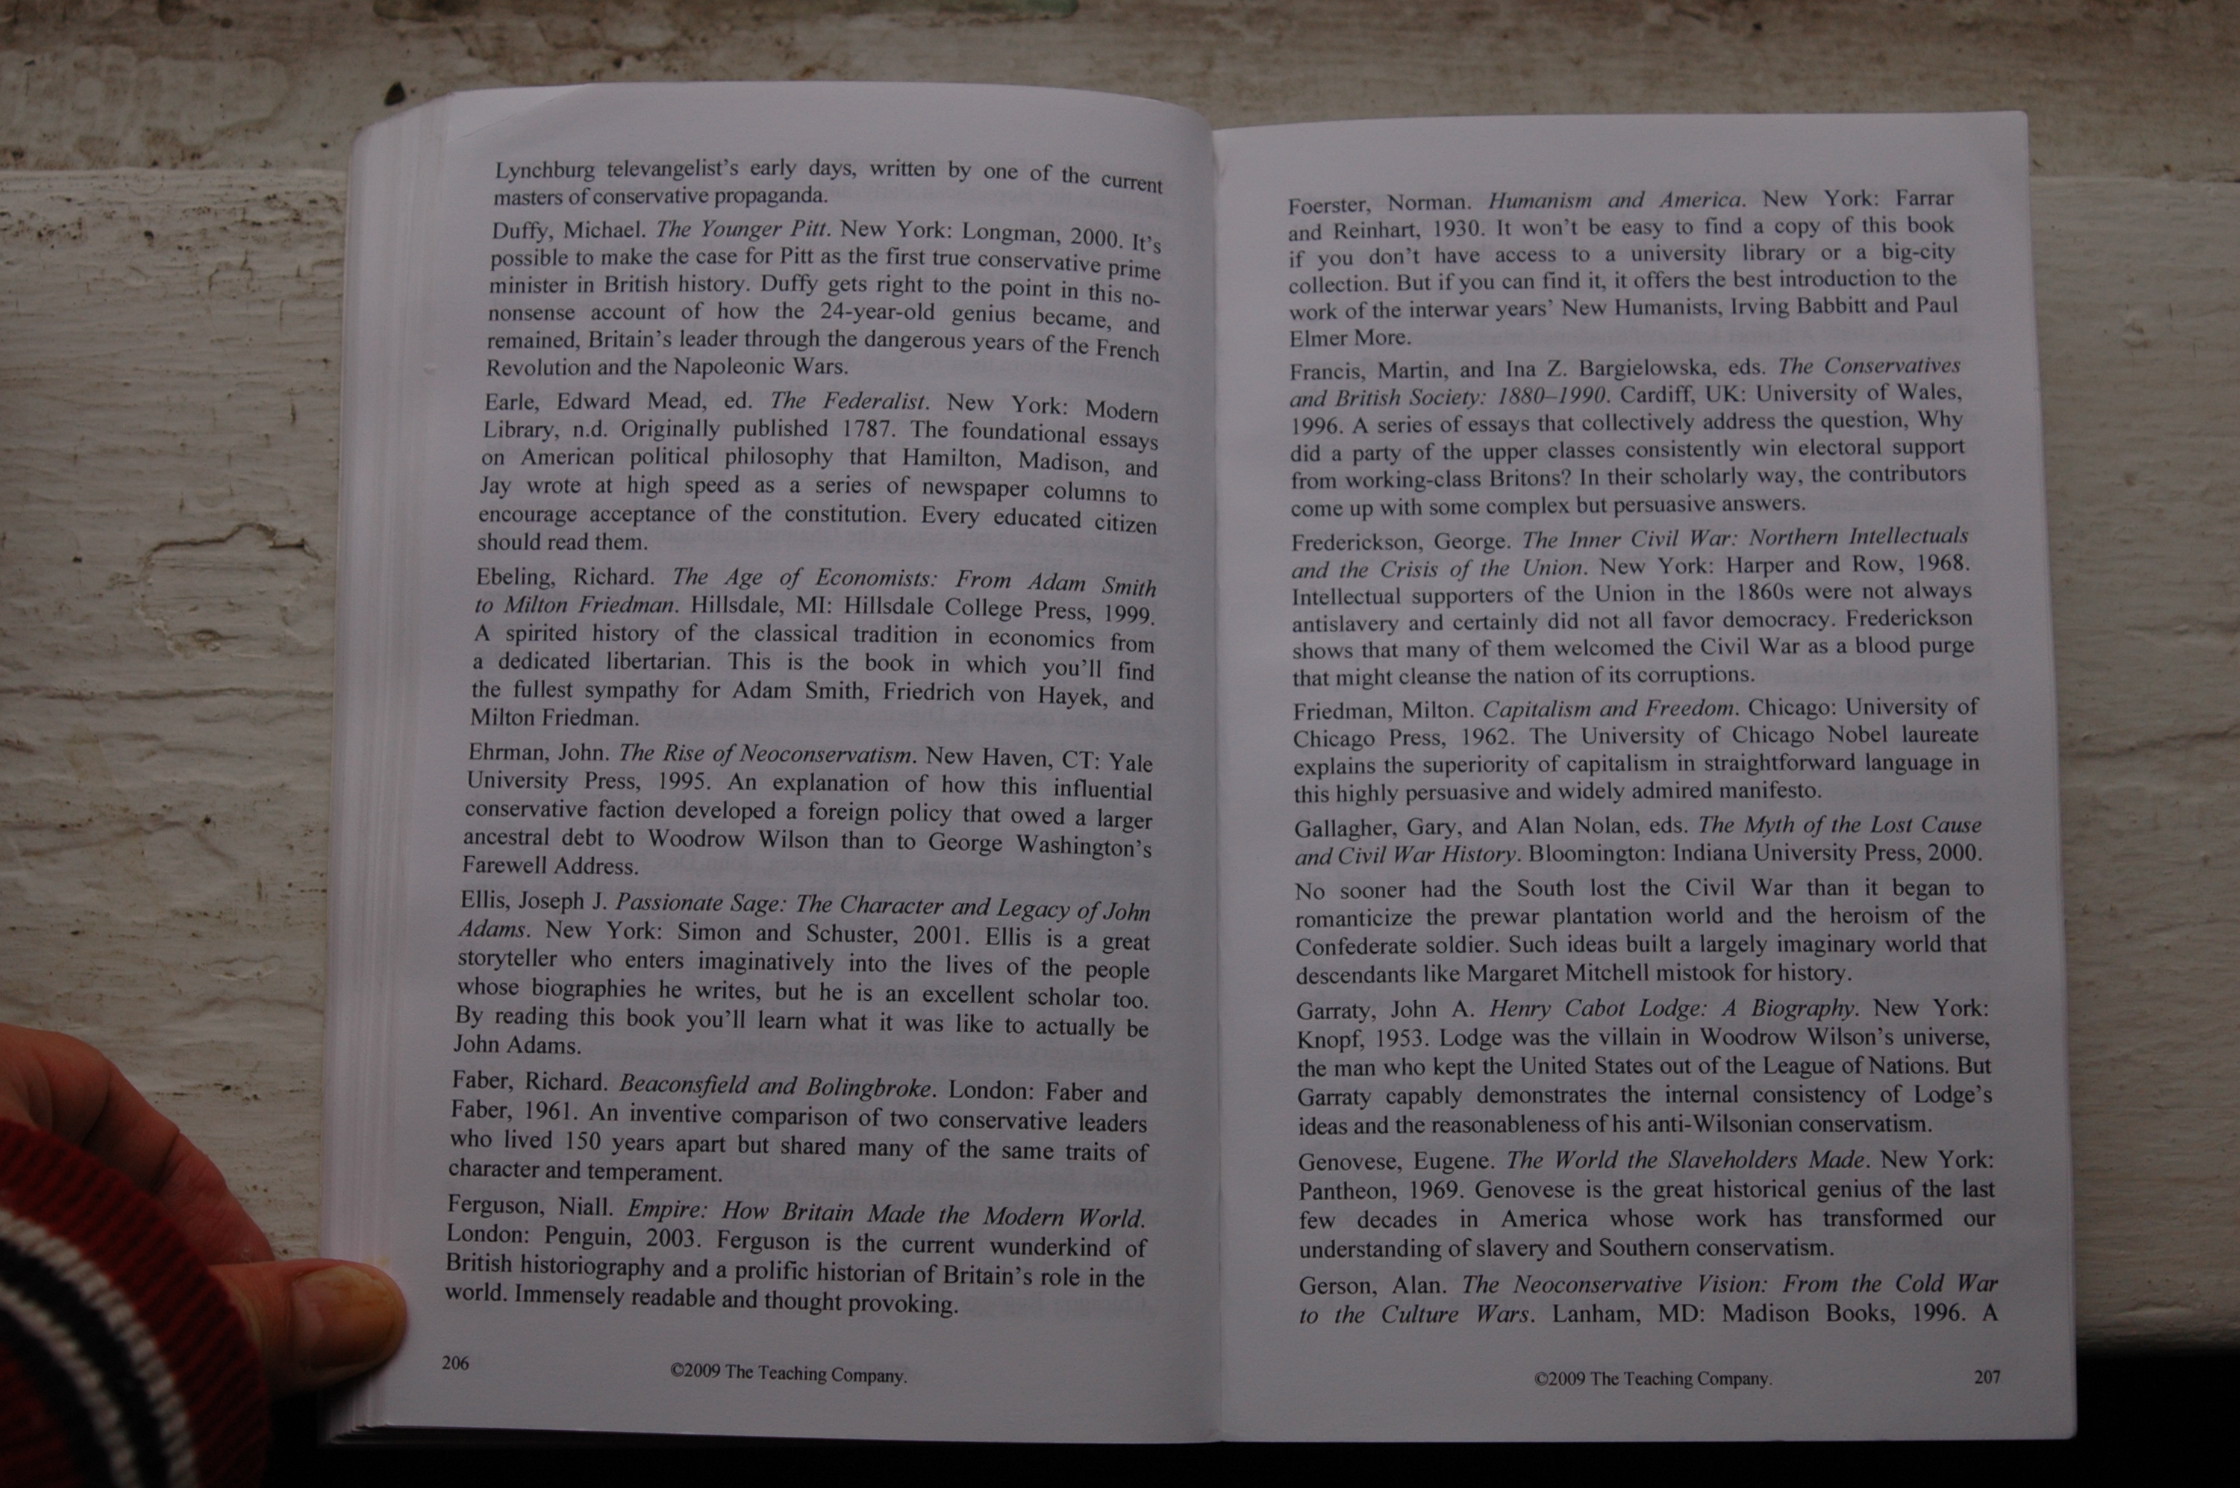 Lynchburg televangelist's early days, written by one of the current
masters of conservative propaganda.
Duffy, Michael. The Younger Pitt. New York: Longman, 2000. It's
possible to make the case for Pitt as the first true conservative prime
minister in British history. Duffy gets right to the point in this no-
nonsense account of how the 24-year-old genius became, and
remained, Britain's leader through the dangerous years of the French
Revolution and the Napoleonic Wars.
Earle, Edward Mead, ed. The Federalist. New York: Modern
Library, n.d. Originally published 1787. The foundational essays
on American political philosophy that Hamilton, Madison, and
Jay wrote at high speed as a series of newspaper columns to
encourage acceptance of the constitution. Every educated citizen
should read them.
Ebeling, Richard. The Age of Economists: From Adam Smith
to Milton Friedman. Hillsdale, MI: Hillsdale College Press, 1999.
A spirited history of the classical tradition in economics from
a dedicated libertarian. This is the book in which you'll find
the fullest sympathy for Adam Smith, Friedrich von Hayek, and
Milton Friedman.
Ehrman, John. The Rise of Neoconservatism. New Haven, CT: Yale
University Press, 1995. An explanation of how this influential
conservative faction developed a foreign policy that owed a larger
ancestral debt to Woodrow Wilson than to George Washington's
Farewell Address.
Ellis, Joseph J. Passionate Sage: The Character and Legacy of John
Adams. New York: Simon and Schuster, 2001. Ellis is a great
storyteller who enters imaginatively into the lives of the people
whose biographies he writes, but he is an excellent scholar too.
By reading this book you'll learn what it was like to actually be
John Adams.
Faber, Richard. Beaconsfield and Bolingbroke. London: Faber and
Faber, 1961. An inventive comparison of two conservative leaders
who lived 150 years apart but shared many of the same traits of
character and temperament.
Ferguson, Niall. Empire: How Britain Made the Modern World.
London: Penguin, 2003. Ferguson is the current wunderkind of
British historiography and a prolific historian of Britain's role in the
world. Immensely readable and thought provoking.
206
©2009 The Teaching Company.
Foerster, Norman. Humanism and America. New York: Farrar
and Reinhart, 1930. It won't be easy to find a copy of this book
if you don't have access to a university library or a big-city
collection. But if you can find it, it offers the best introduction to the
work of the interwar years' New Humanists, Irving Babbitt and Paul
Elmer More.
Francis, Martin, and Ina Z. Bargielowska, eds. The Conservatives
and British Society: 1880–1990. Cardiff, UK: University of Wales,
1996. A series of essays that collectively address the question, Why
did a party of the upper classes consistently win electoral support
from working-class Britons? In their scholarly way, the contributors
come up with some complex but persuasive answers.
Frederickson, George. The Inner Civil War: Northern Intellectuals
and the Crisis of the Union. New York: Harper and Row, 1968.
Intellectual supporters of the Union in the 1860s were not always
antislavery and certainly did not all favor democracy. Frederickson
shows that many of them welcomed the Civil War as a blood purge
that might cleanse the nation of its corruptions.
Friedman, Milton. Capitalism and Freedom. Chicago: University of
Chicago Press, 1962. The University of Chicago Nobel laureate
explains the superiority of capitalism in straightforward language in
this highly persuasive and widely admired manifesto.
Gallagher, Gary, and Alan Nolan, eds. The Myth of the Lost Cause
and Civil War History. Bloomington: Indiana University Press, 2000.
No sooner had the South lost the Civil War than it began to
romanticize the prewar plantation world and the heroism of the
Confederate soldier. Such ideas built a largely imaginary world that
descendants like Margaret Mitchell mistook for history.
Garraty, John A. Henry Cabot Lodge: A Biography. New York:
Knopf, 1953. Lodge was the villain in Woodrow Wilson's universe,
the man who kept the United States out of the League of Nations. But
Garraty capably demonstrates the internal consistency of Lodge's
ideas and the reasonableness of his anti-Wilsonian conservatism.
Genovese, Eugene. The World the Slaveholders Made. New York:
Pantheon, 1969. Genovese is the great historical genius of the last
few decades in America whose work has transformed our
understanding of slavery and Southern conservatism.
Gerson, Alan. The Neoconservative Vision: From the Cold War
to the Culture Wars. Lanham, MD: Madison Books, 1996. A
©2009 The Teaching Company.
207